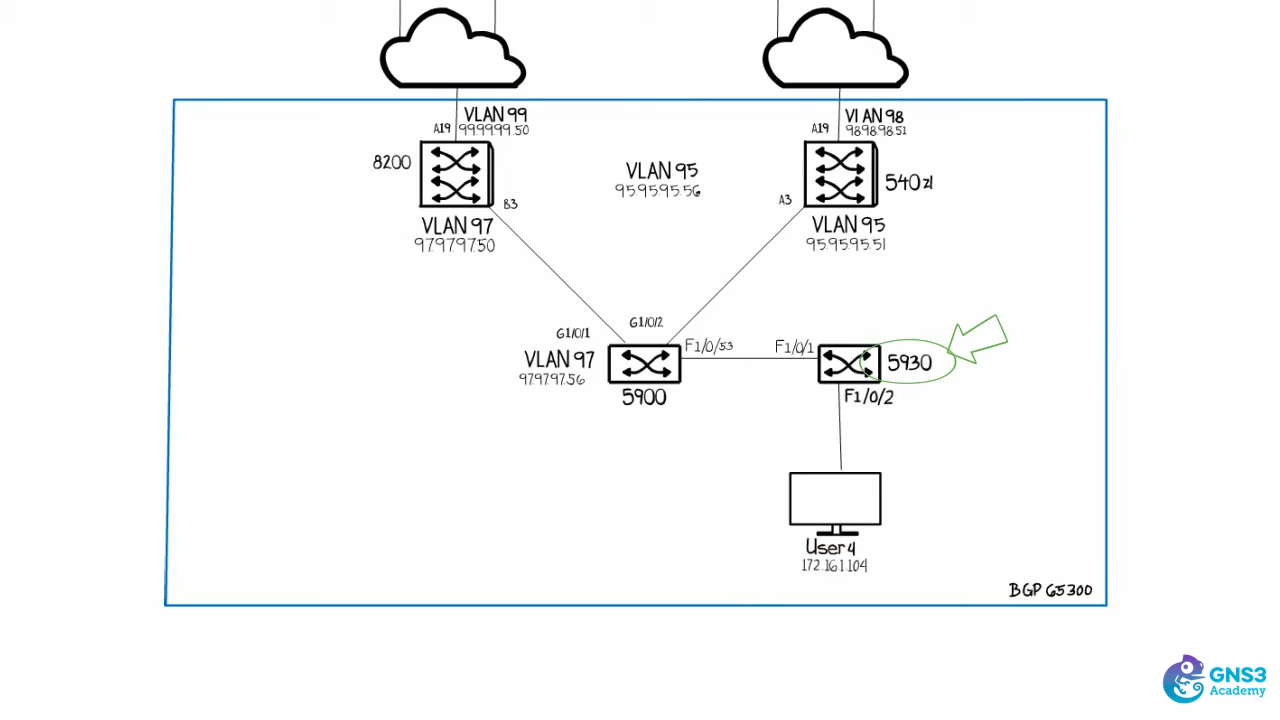 VLAN 99
A19 99.99.99.50
VLAN 98
A19 98.98.98.51
8200
VLAN 95
95.95.95.56
540zl
B3
A3
VLAN 97
97.97.97.50
VLAN 95
95.95.95.51
G1/0/1
G1/0/2
VLAN 97
97.97.97.56
F1/0/53
F1/0/1
5930
5900
F1/0/2
User 4
172.16.1.104
BGP 65300
GNS3
Academy